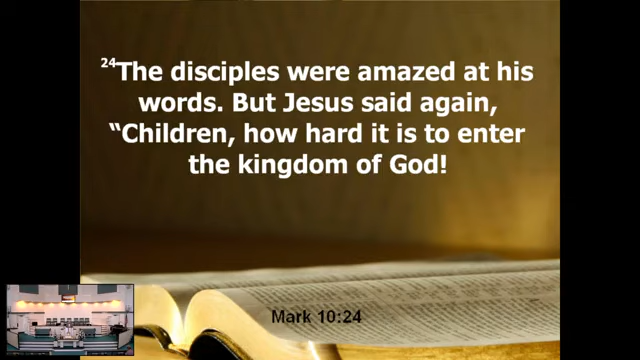 24The disciples were amazed at his
words. But Jesus said again,
“Children, how hard it is to enter
the kingdom of God!
Mark 10:24